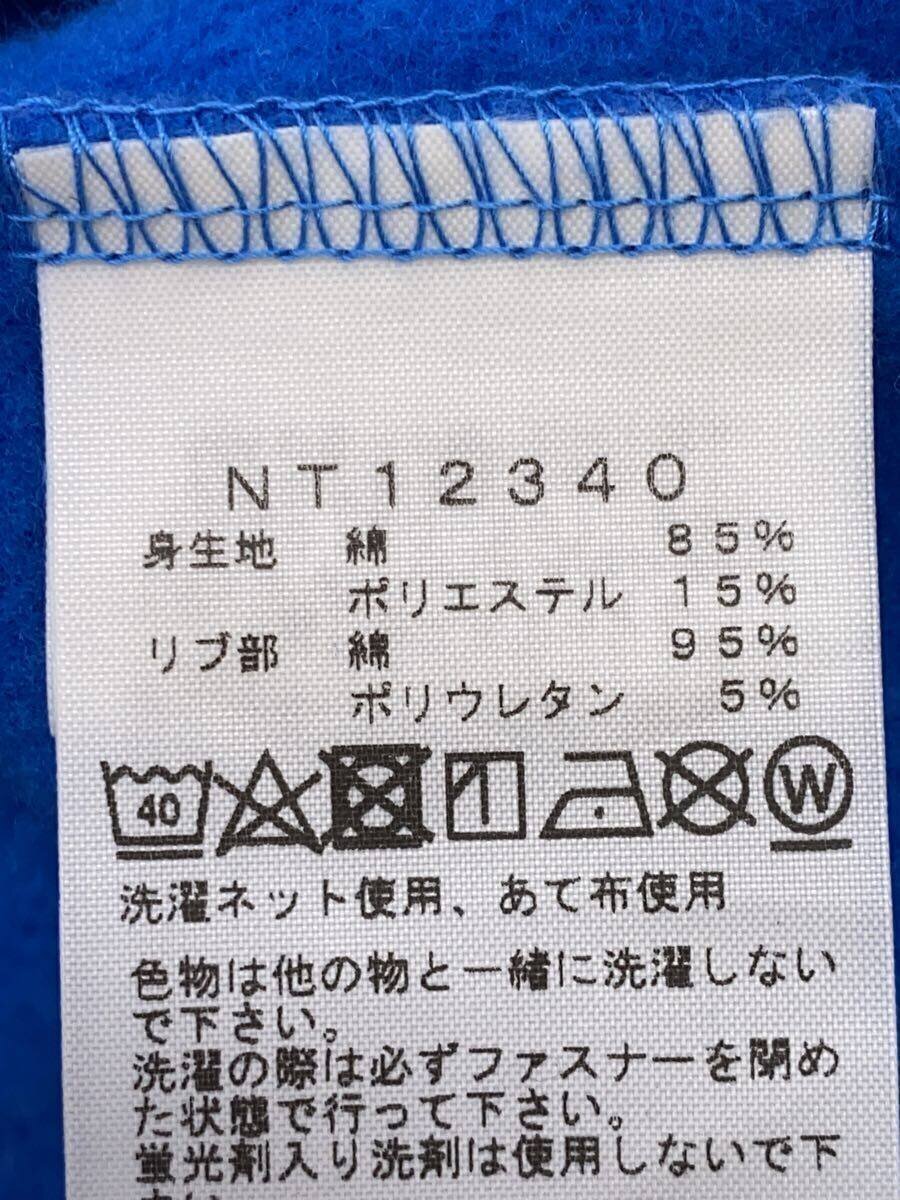 NT12340
身生地 綿 85%
ポリエステル 15%
リブ部 綿 95%
ポリウレタン 5%
40 W
洗濯ネット使用、あて布使用
色物は他の物と一緒に洗濯しない
で下さい。
洗濯の際は必ずファスナーを閉め
た状態で行って下さい。
蛍光剤入り洗剤は使用しないで下
さい